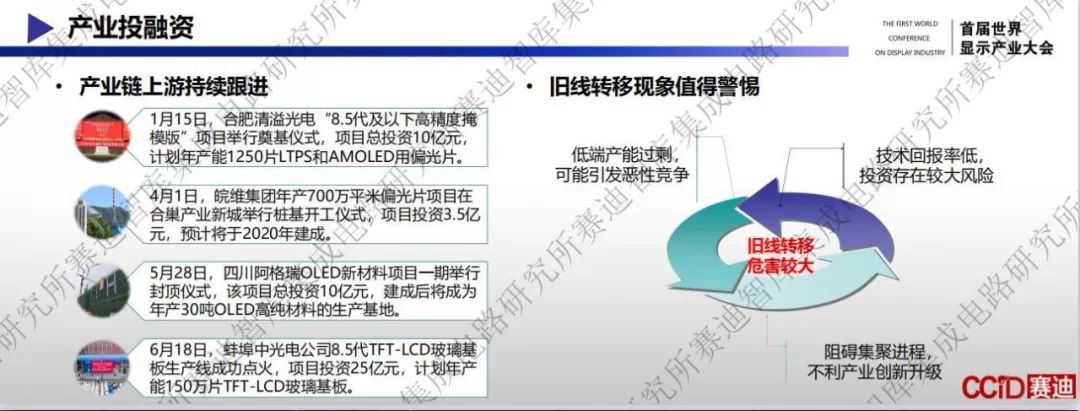 产业投融资
THE FIRST WORLD
CONFERENCE
ON DISPLAY INDUSTRY
首届世界
显示产业大会
• 产业链上游持续跟进
1月15日，合肥清溢光电“8.5代及以下高精度掩
模版”项目举行奠基仪式，项目总投资10亿元，
计划年产能1250片LTPS和AMOLED用偏光片。
4月1日，皖维集团年产700万平米偏光片项目在
合巢产业新城举行桩基开工仪式，项目投资3.5亿
元，预计将于2020年建成。
5月28日，四川阿格瑞OLED新材料项目一期举行
封顶仪式，该项目总投资10亿元，建成后将成为
年产30吨OLED高纯材料的生产基地。
6月18日，蚌埠中光电公司8.5代TFT-LCD玻璃基
板生产线成功点火，项目投资25亿元，计划年产
能150万片TFT-LCD玻璃基板。
• 旧线转移现象值得警惕
低端产能过剩，
可能引发恶性竞争
技术回报率低，
投资存在较大风险
旧线转移
危害较大
阻碍集聚进程，
不利产业创新升级
CCID赛迪
赛迪智库集成电路研究所